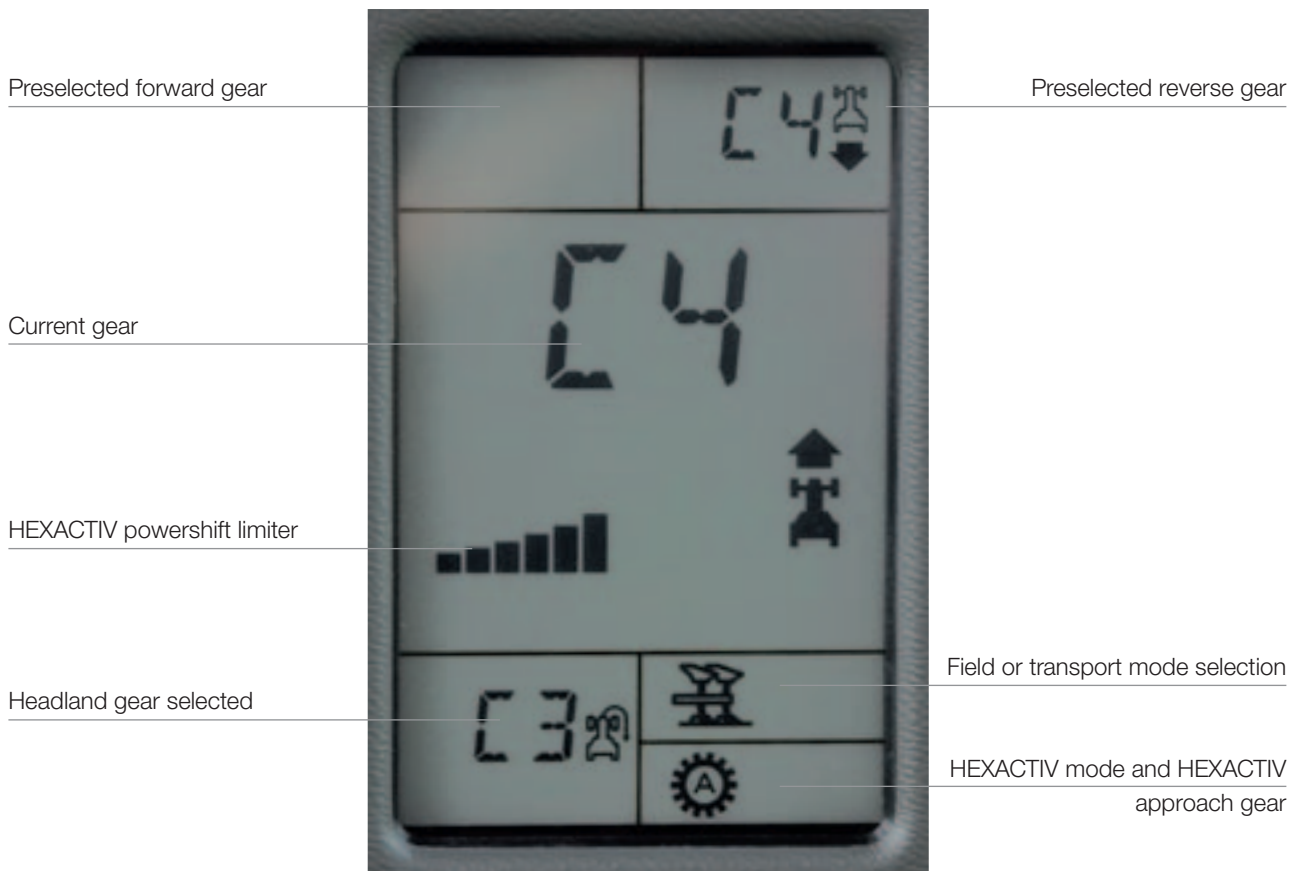 Preselected forward gear
Preselected reverse gear
C4
C4
Current gear
HEXACTIV powershift limiter
Field or transport mode selection
Headland gear selected
C3
HEXACTIV mode and HEXACTIV
approach gear
A